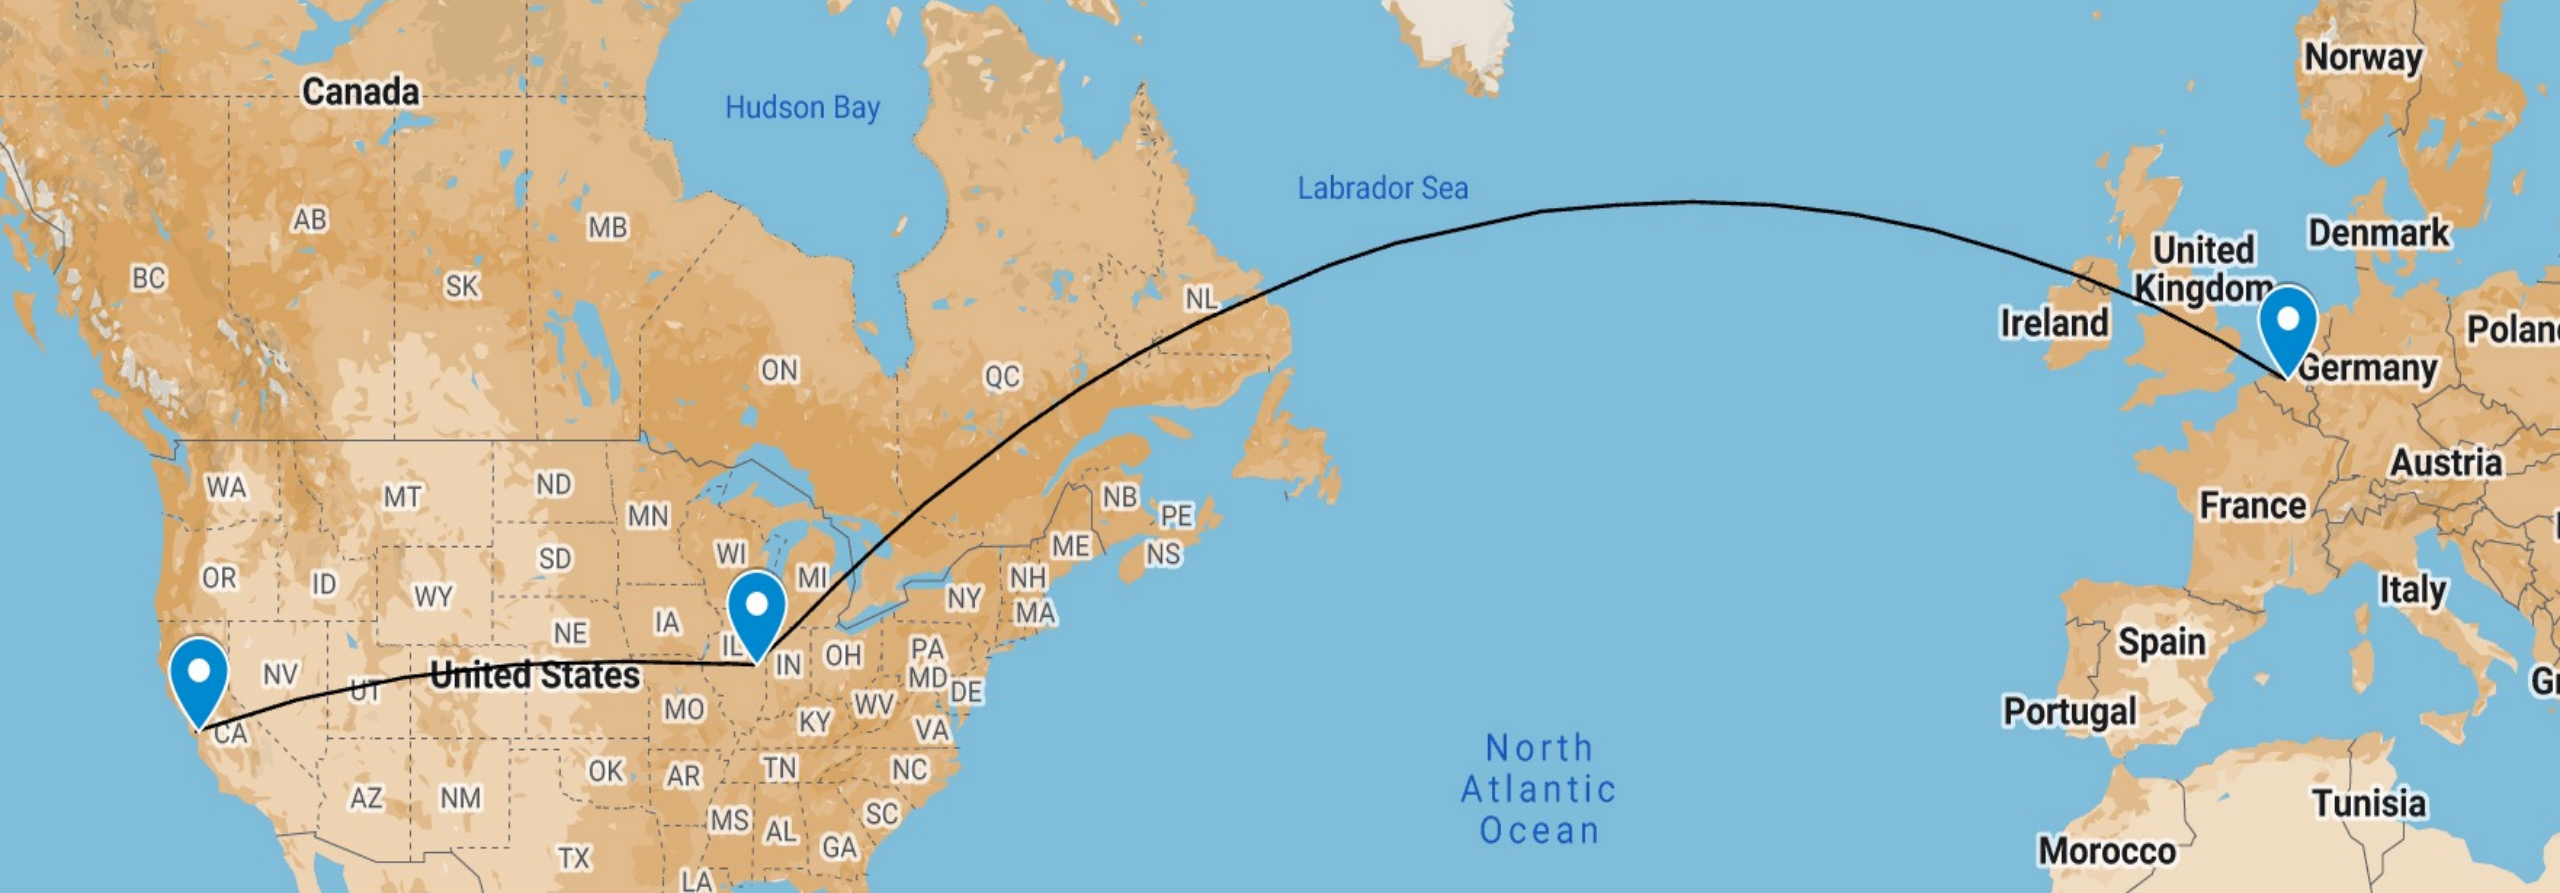 Norway
Canada
Hudson Bay
Labrador Sea
AB
MB
Denmark
United
Kingdom
BC
SK
NL
Ireland
Polan
ON
QC
Germany
Austria
WA
MT
ND
MN
NB
PE
France
WI
SD
ME
NS
OR
ID
WY
MI
NH
NY
MA
Italy
IA
NE
IL
IN
OH
PA
Spain
NV
UT
United States
MD
DE
G
MO
KY
WV
VA
Portugal
CA
North
Atlantic
Ocean
OK
AR
TN
NC
AZ
NM
MS
AL
SC
GA
Tunisia
TX
LA
Morocco